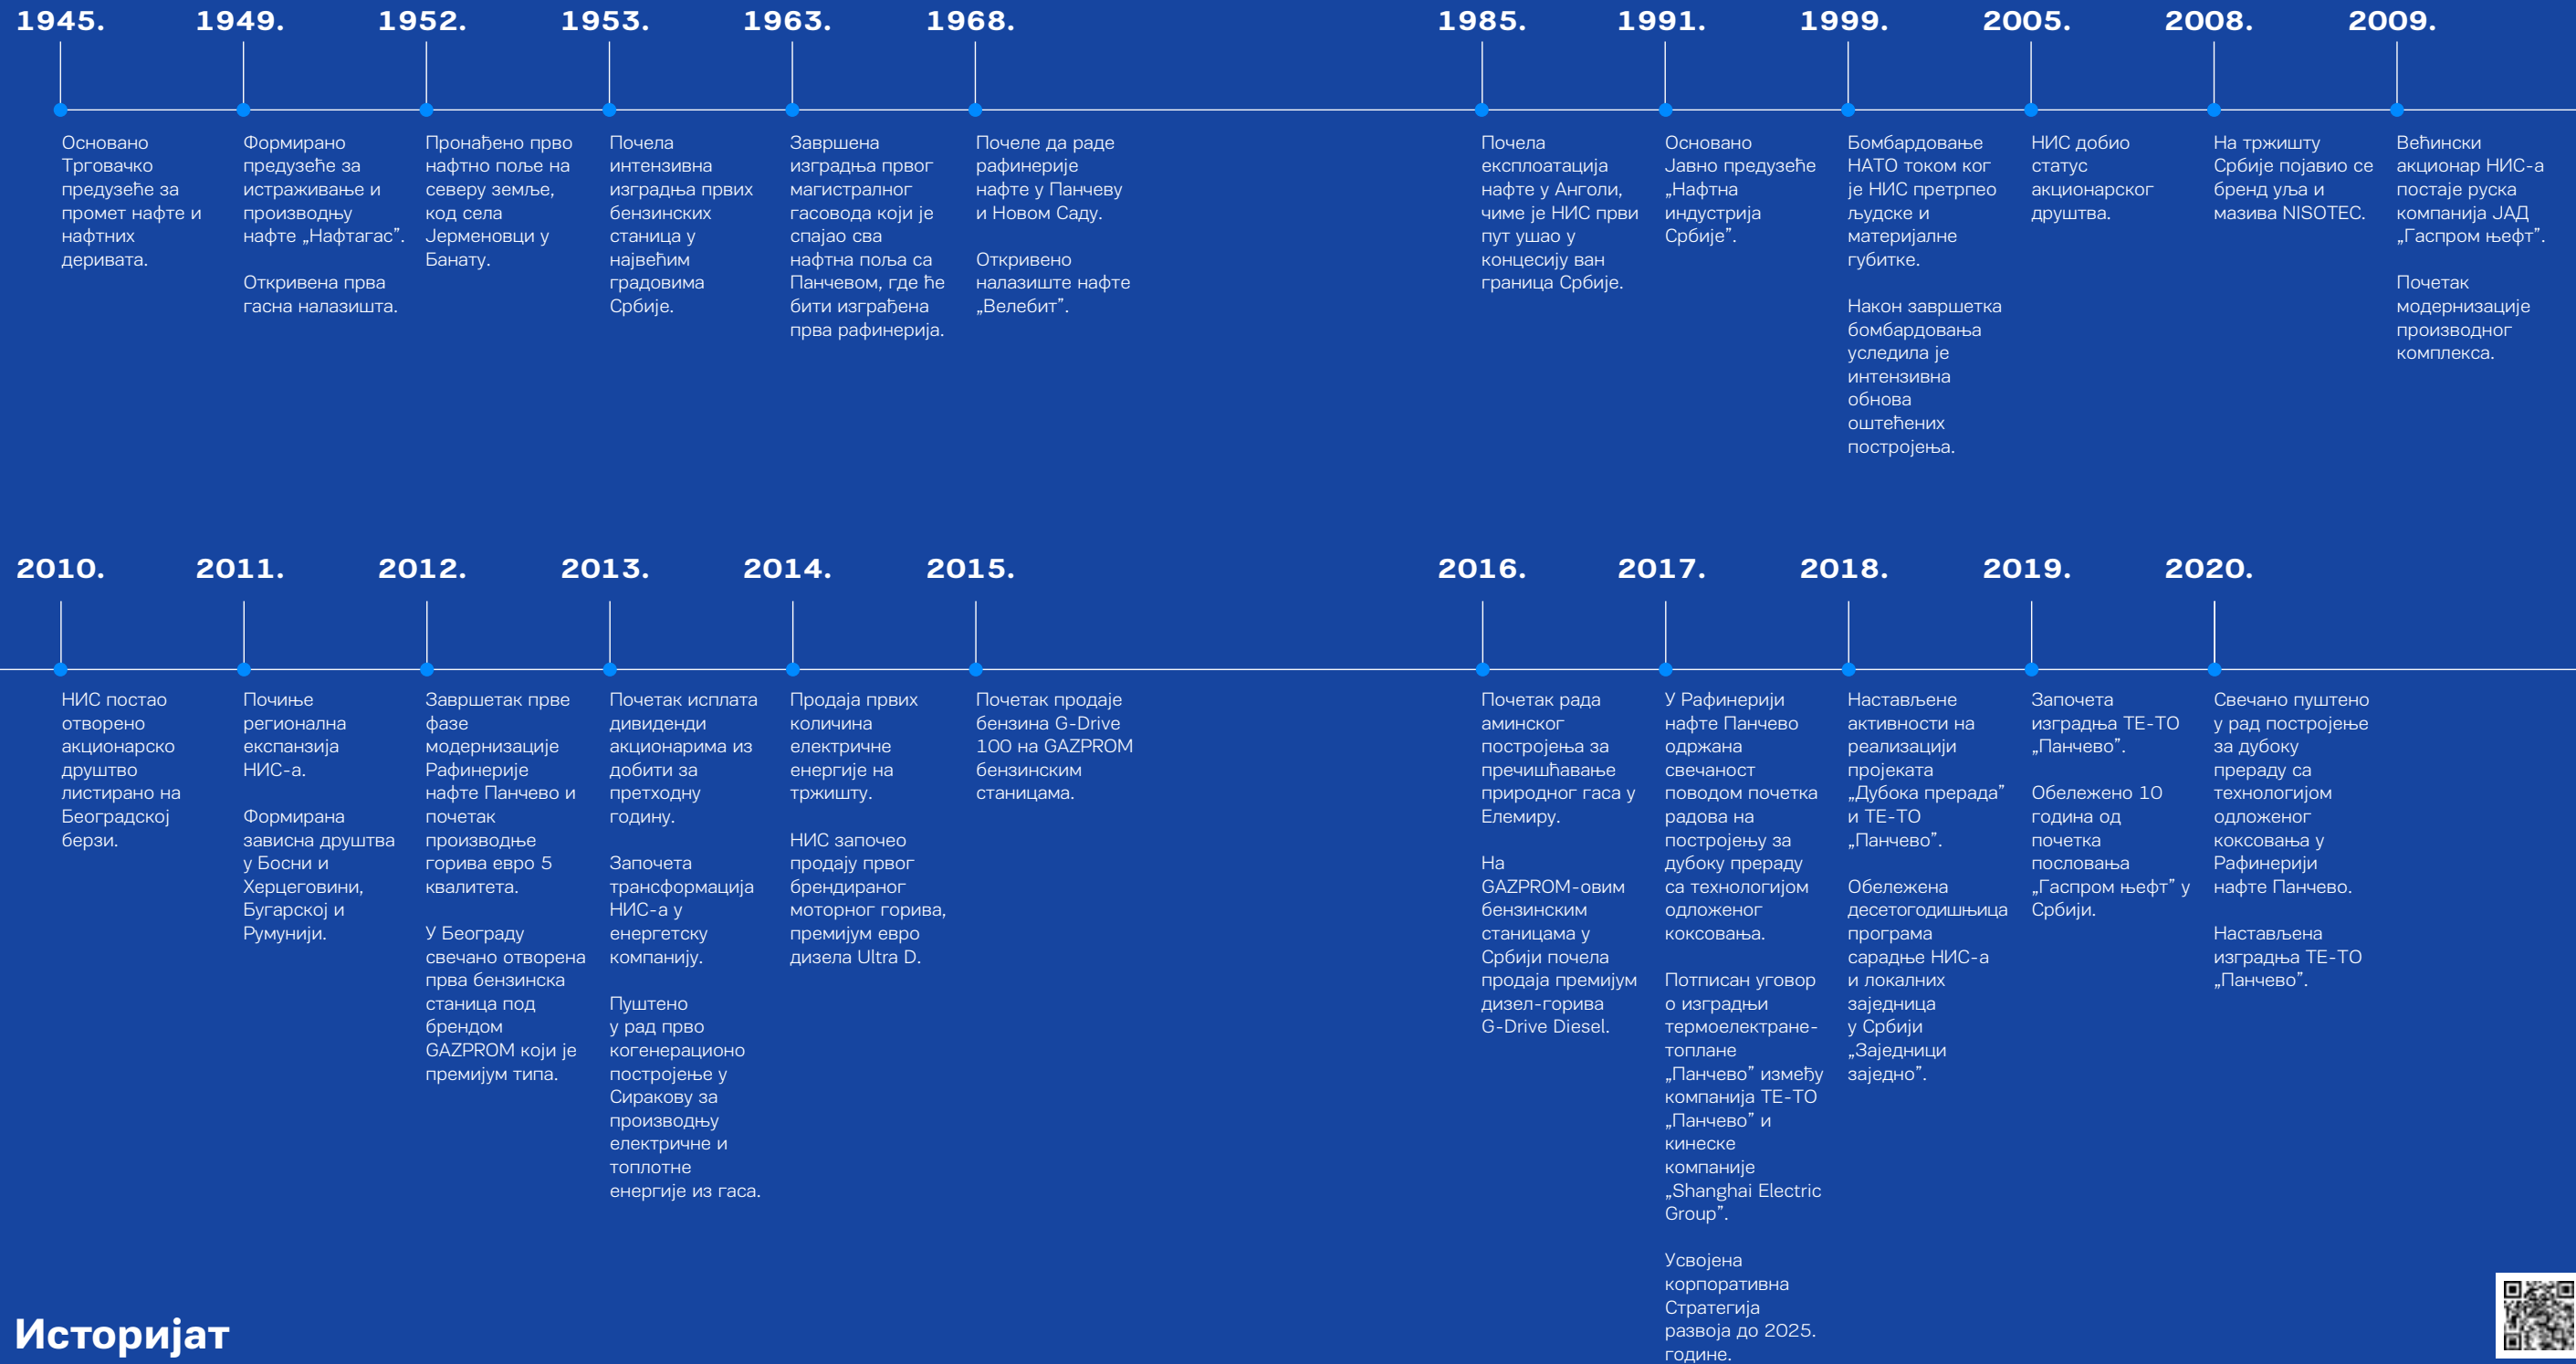 1945.
Основано
Трговачко
предузеће за
промет нафте и
нафтних
деривата.
1949.
Формирано
предузеће за
истраживање и
производњу
нафте „Нафтагас”.
Откривена прва
гасна налазишта.
1952.
Пронађено прво
нафтно поље на
северу земље,
код села
Јерменовци у
Банату.
1953.
Почела
интензивна
изградња првих
бензинских
станица у
највећим
градовима
Србије.
1963.
Завршена
изградња првог
магистралног
гасовода који је
спајао сва
нафтна поља са
Панчевом, где ће
бити изграђена
прва рафинерија.
1968.
Почеле да раде
рафинерије
нафте у Панчеву
и Новом Саду.
Откривено
налазиште нафте
„Велебит”.
1985.
Почела
експлоатација
нафте у Анголи,
чиме је НИС први
пут ушао у
концесију ван
граница Србије.
1991.
Основано
Јавно предузеће
„Нафтна
индустрија
Србије”.
1999.
Бомбардовање
НАТО током ког
је НИС претрпео
људске и
материјалне
губитке.
Након завршетка
бомбардовања
уследила је
интензивна
обнова
оштећених
постројења.
2005.
НИС добио
статус
акционарског
друштва.
2008.
На тржишту
Србије појавио се
бренд уља и
мазива NISOTEC.
2009.
Већински
акционар НИС-а
постаје руска
компанија ЈАД
„Гаспром њефт”.
Почетак
модернизације
производног
комплекса.
2010.
НИС постао
отворено
акционарско
друштво
листирано на
Београдској
берзи.
2011.
Почиње
регионална
експанзија
НИС-а.
Формирана
зависна друштва
у Босни и
Херцеговини,
Бугарској и
Румунији.
2012.
Завршетак прве
фазе
модернизације
Рафинерије
нафте Панчево и
почетак
производње
горива евро 5
квалитета.
У Београду
свечано отворена
прва бензинска
станица под
брендом
GAZPROM који је
премијум типа.
2013.
Почетак исплата
дивиденди
акционарима из
добити за
претходну
годину.
Започета
трансформација
НИС-а у
енергетску
компанију.
Пуштено
у рад прво
когенерационо
постројење у
Сиракову за
производњу
електричне и
топлотне
енергије из гаса.
2014.
Продаја првих
количина
електричне
енергије на
тржишту.
НИС започео
продају првог
брендираног
моторног горива,
премијум евро
дизела Ultra D.
2015.
Почетак продаје
бензина G-Drive
100 на GAZPROM
бензинским
станицама.
2016.
Почетак рада
аминског
постројења за
пречишћавање
природног гаса у
Елемиру.
На
GAZPROM-овим
бензинским
станицама у
Србији почела
продаја премијум
дизел-горива
G-Drive Diesel.
2017.
У Рафинерији
нафте Панчево
одржана
свечаност
поводом почетка
радова на
постројењу за
дубоку прераду
са технологијом
одложеног
коксовања.
Потписан уговор
о изградњи
термоелектране-
топлане
„Панчево” између
компанија ТЕ-ТО
„Панчево” и
кинеске
компаније
„Shanghai Electric
Group”.
Усвојена
корпоративна
Стратегија
развоја до 2025.
године.
2018.
Настављене
активности на
реализацији
пројеката
„Дубока прерада”
и ТЕ-ТО
„Панчево”.
Обележена
десетогодишњица
програма
сарадње НИС-а
и локалних
заједница
у Србији
„Заједници
заједно”.
2019.
Започета
изградња ТЕ-ТО
„Панчево”.
Обележено 10
година од
почетка
пословања
„Гаспром њефт” у
Србији.
2020.
Свечано пуштено
у рад постројење
за дубоку
прераду са
технологијом
одложеног
коксовања у
Рафинерији
нафте Панчево.
Настављена
изградња ТЕ-ТО
„Панчево”.
Историјат